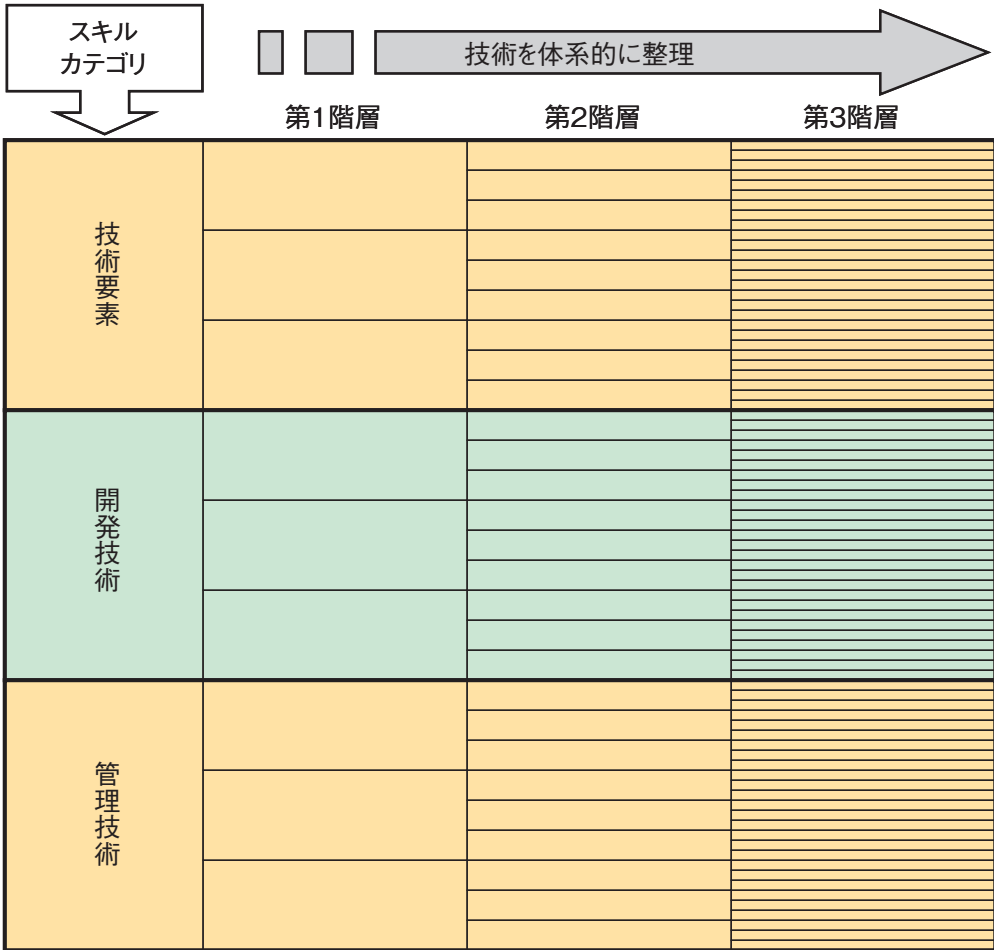 スキル
カテゴリ
技術を体系的に整理
第1階層
第2階層
第3階層
技術要素
開発技術
管理技術